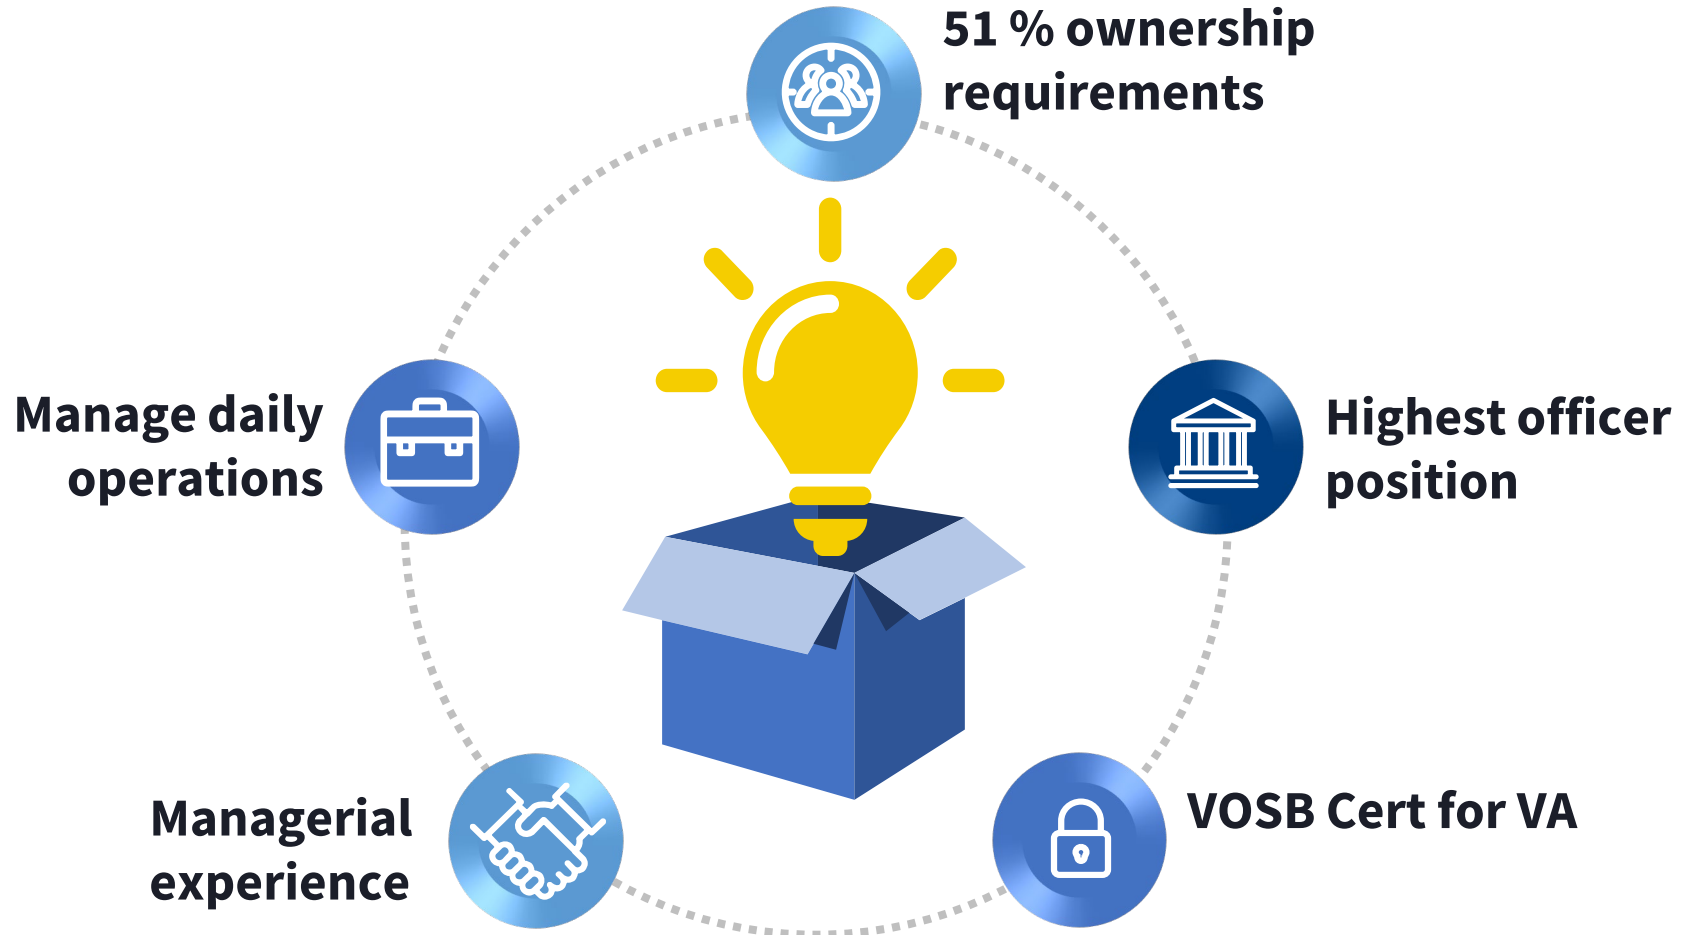 51 % ownership
requirements
Manage daily
operations
Highest officer
position
Managerial
experience
VOSB Cert for VA